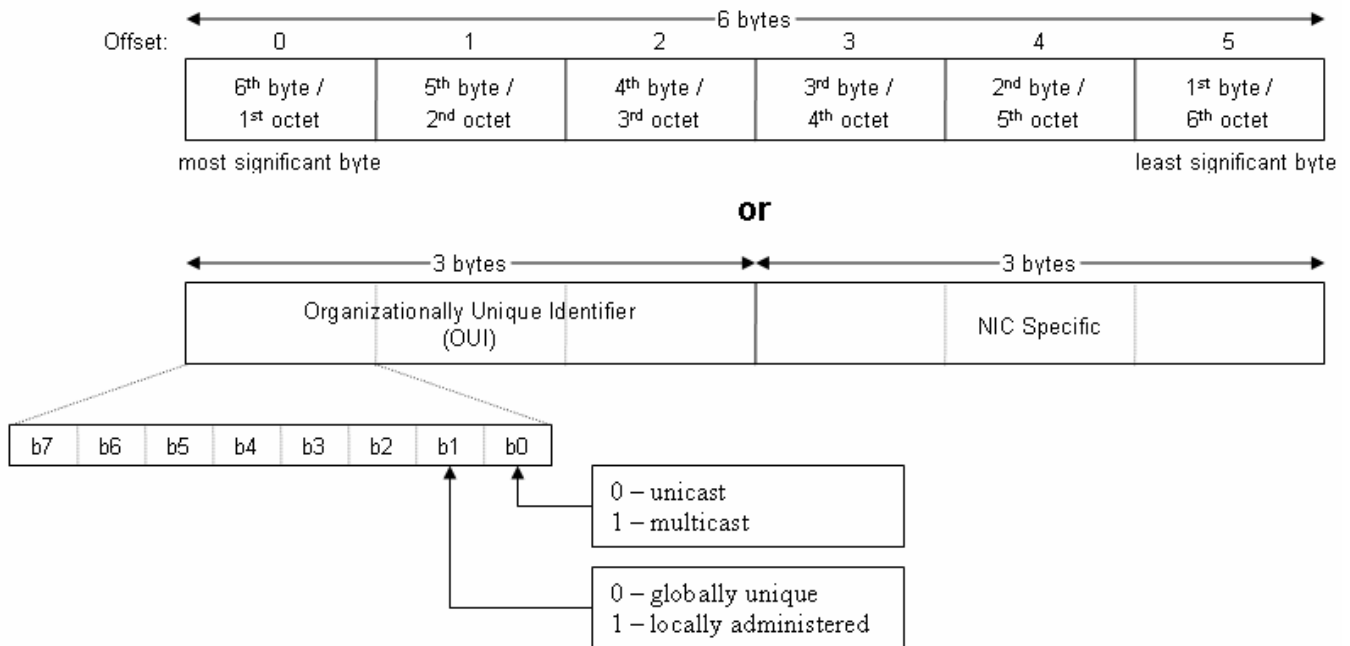 6 bytes
Offset: 0 1 2 3 4 5
6th byte / 5th byte / 4th byte / 3rd byte / 2nd byte / 1st byte /
1st octet 2nd octet 3rd octet 4th octet 5th octet 6th octet
most significant byte least significant byte
or
3 bytes 3 bytes
Organizationally Unique Identifier
(OUI)
NIC Specific
b7 b6 b5 b4 b3 b2 b1 b0
0 – unicast
1 – multicast
0 – globally unique
1 – locally administered